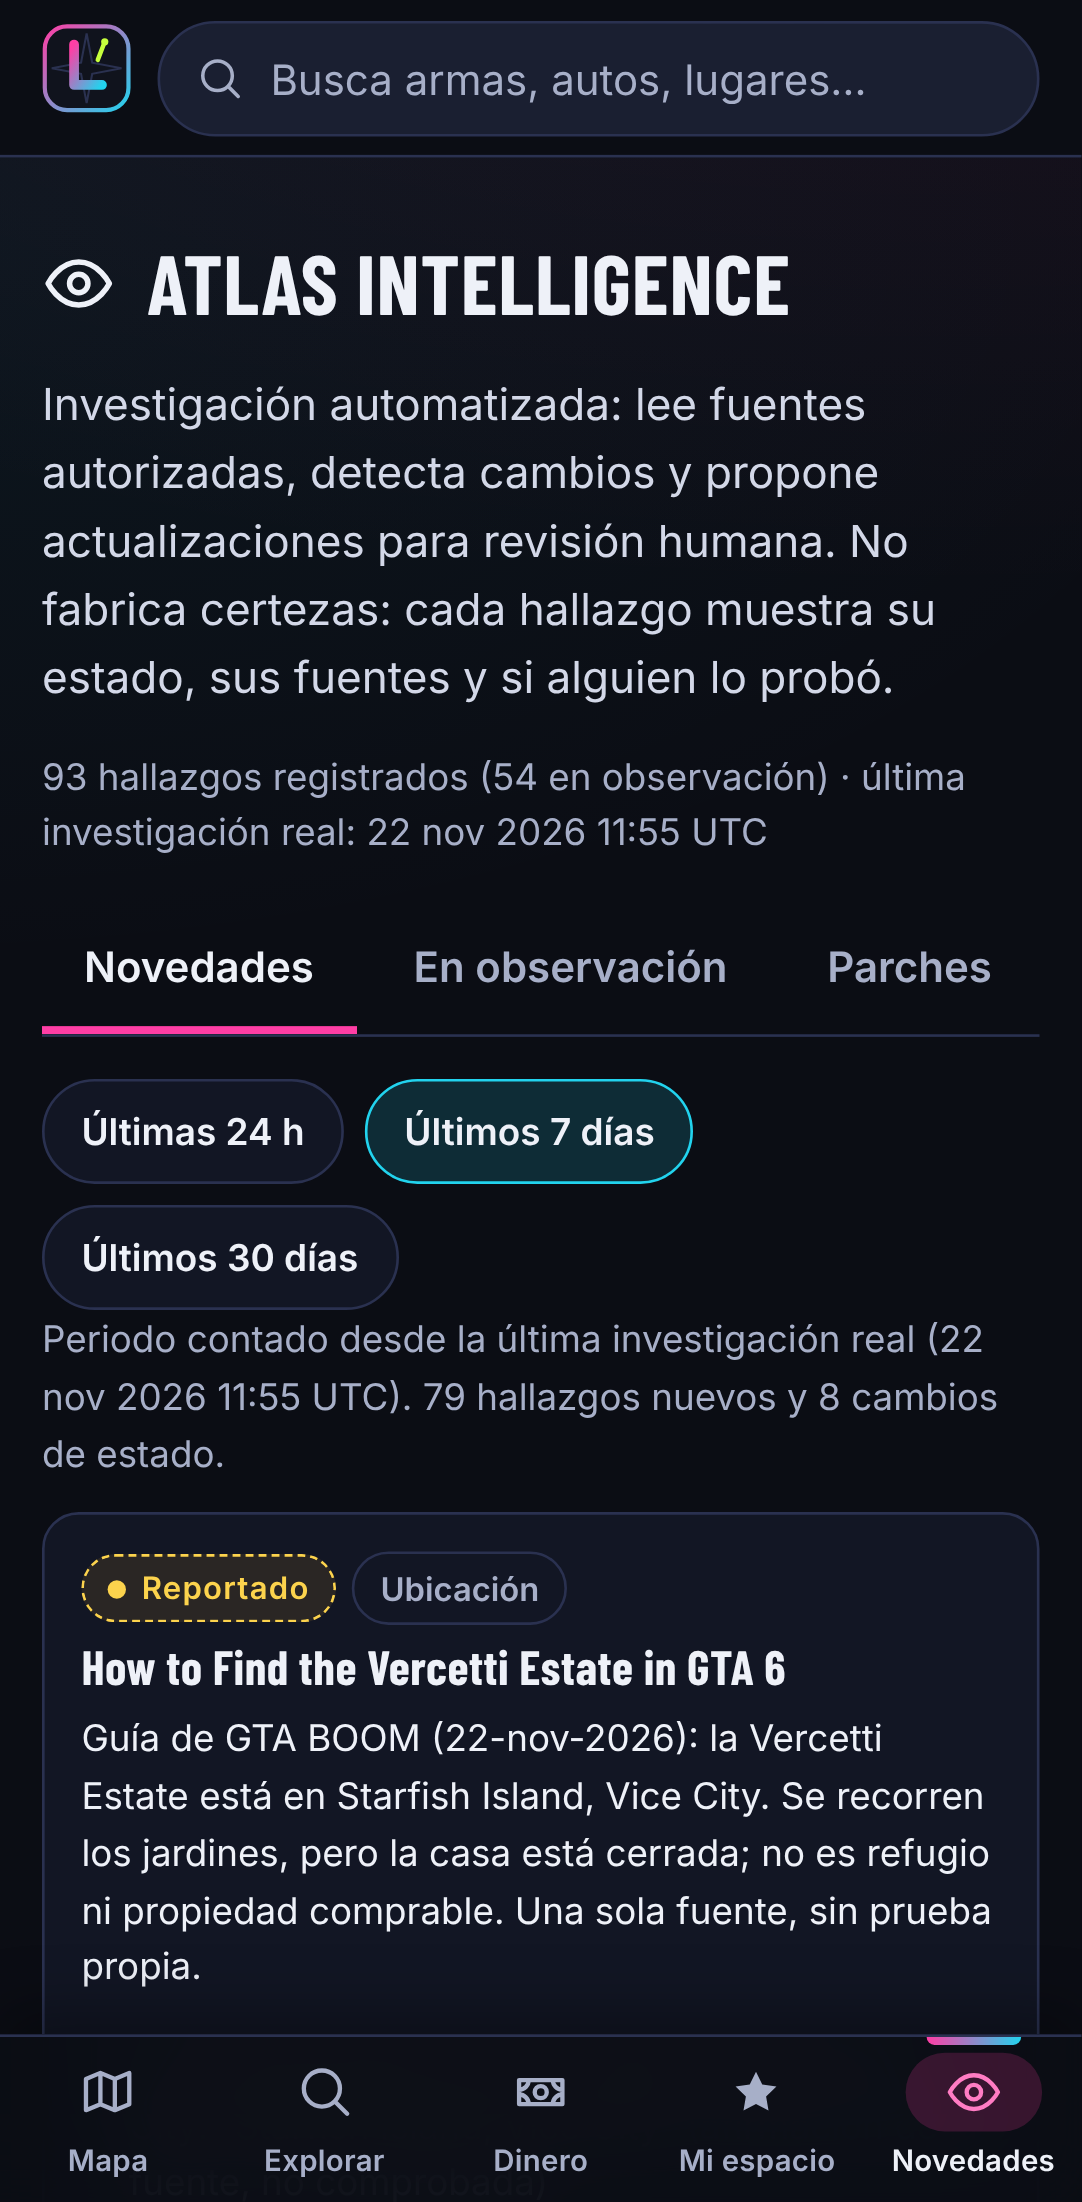 Busca armas, autos, lugares...
ATLAS INTELLIGENCE
Investigación automatizada: lee fuentes
autorizadas, detecta cambios y propone
actualizaciones para revisión humana. No
fabrica certezas: cada hallazgo muestra su
estado, sus fuentes y si alguien lo probó.
93 hallazgos registrados (54 en observación) · última
investigación real: 22 nov 2026 11:55 UTC
Novedades En observación Parches
Últimas 24 h Últimos 7 días
Últimos 30 días
Periodo contado desde la última investigación real (22
nov 2026 11:55 UTC). 79 hallazgos nuevos y 8 cambios
de estado.
Reportado Ubicación
How to Find the Vercetti Estate in GTA 6
Guía de GTA BOOM (22-nov-2026): la Vercetti
Estate está en Starfish Island, Vice City. Se recorren
los jardines, pero la casa está cerrada; no es refugio
ni propiedad comprable. Una sola fuente, sin prueba
propia.
Mapa Explorar Dinero Mi espacio Novedades
fuente, no comprobada)